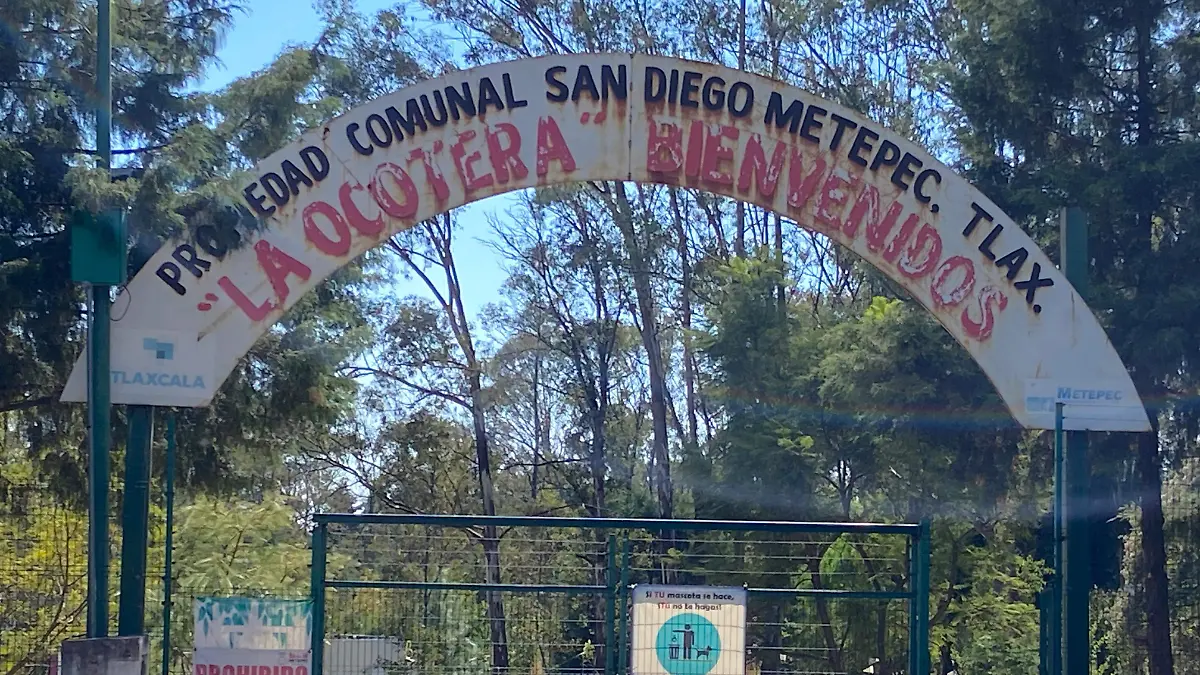 PROPIEDAD COMUNAL SAN DIEGO METEPEC, TLAX.
"LA OCOTERA" BIENVENIDOS
TLAXCALA
METEPEC
Si TU mascota se hace,
¡Tú no te hagas!
PROHIBIDO